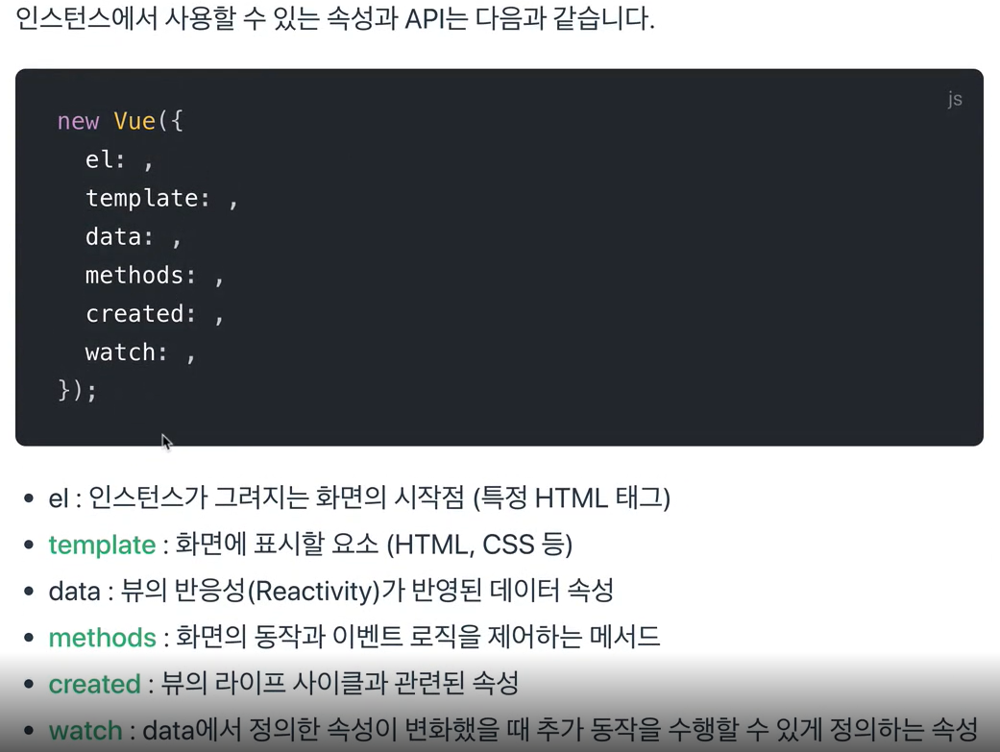 인스턴스에서 사용할 수 있는 속성과 API는 다음과 같습니다.
js
new Vue({
  el: ,
  template: ,
  data: ,
  methods: ,
  created: ,
  watch: ,
});
• el : 인스턴스가 그려지는 화면의 시작점 (특정 HTML 태그)
• template : 화면에 표시할 요소 (HTML, CSS 등)
• data : 뷰의 반응성(Reactivity)가 반영된 데이터 속성
• methods : 화면의 동작과 이벤트 로직을 제어하는 메서드
• created : 뷰의 라이프 사이클과 관련된 속성
• watch : data에서 정의한 속성이 변화했을 때 추가 동작을 수행할 수 있게 정의하는 속성